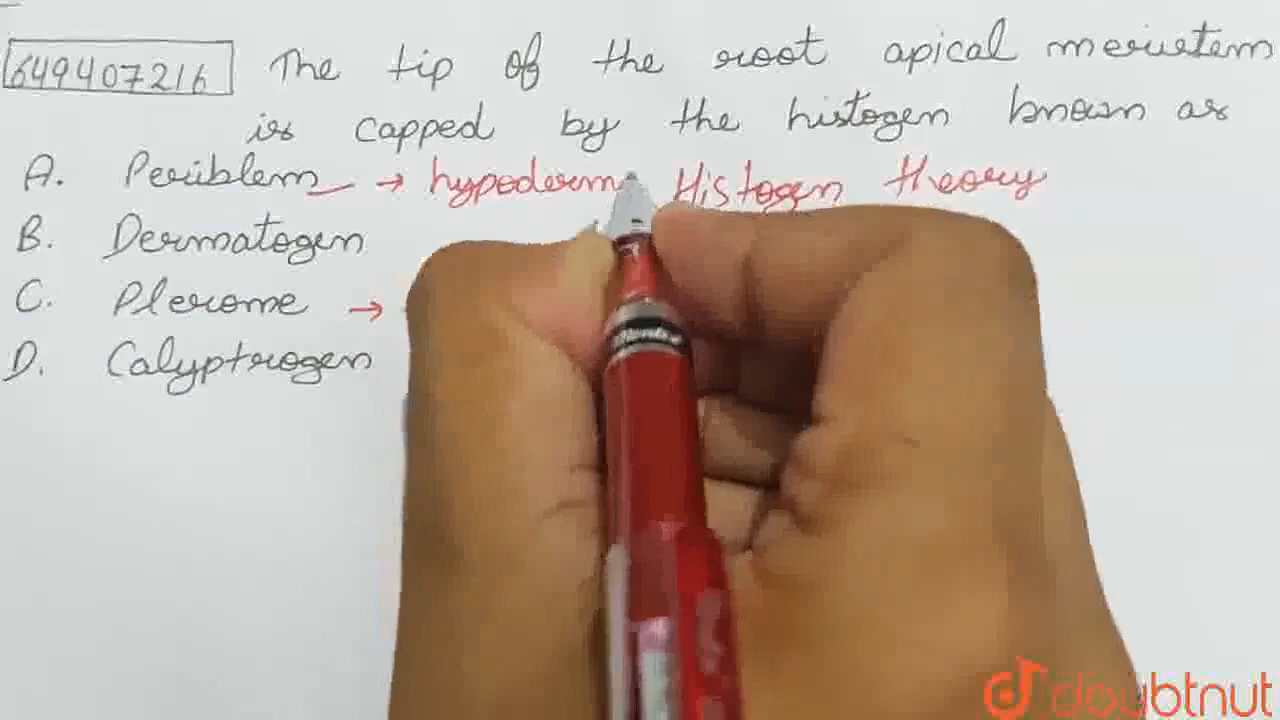 649407216 The tip of the root apical meristem
is capped by the histogen known as
A. Periblem → hypoderm Histogen theory
B. Dermatogen
C. Plerome →
D. Calyptrogen
doubtnut